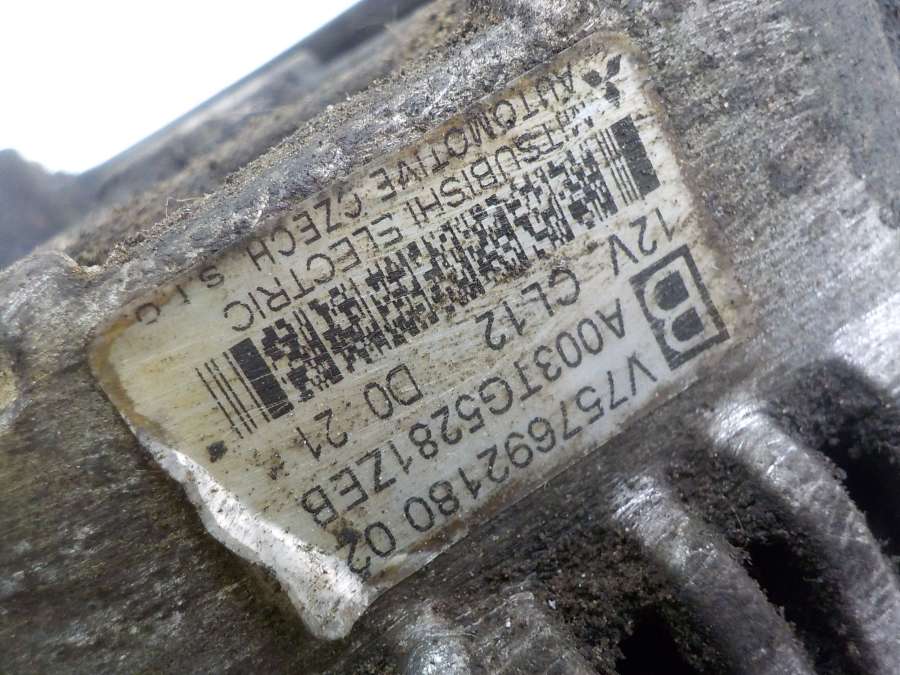 B
V757692180 02
A003TG5281ZEB
12V CL12 D0.21
MITSUBISHI ELECTRIC
AUTOMOTIVE CZECH s.r.o